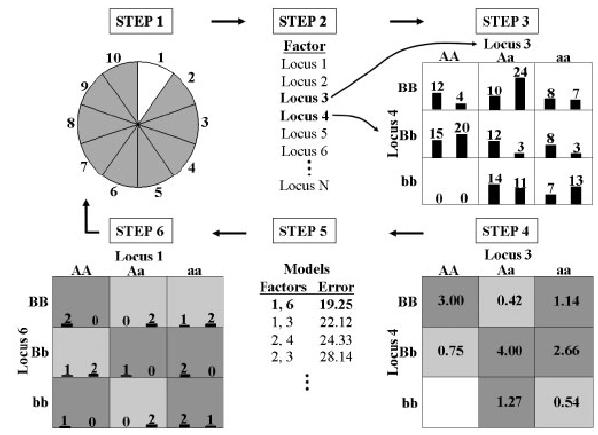 STEP 1
STEP 2
STEP 3
10 1
9 2
8 3
7 4
6 5
Factor
Locus 1
Locus 2
Locus 3
Locus 4
Locus 5
Locus 6
Locus N
Locus 3
AA Aa aa
Locus 4
BB
12 4 10 24 8 7
Bb
15 20 12 3 8 3
bb
0 0 14 11 7 13
STEP 6
STEP 5
STEP 4
Locus 1
AA Aa aa
Locus 6
BB
2 0 0 2 1 2
Bb
1 2 1 0 2 0
bb
1 0 0 2 2 1
Models
Factors Error
1, 6 19.25
1, 3 22.12
2, 4 24.33
2, 3 28.14
Locus 3
AA Aa aa
Locus 4
BB 3.00 0.42 1.14
Bb 0.75 4.00 2.66
bb 1.27 0.54